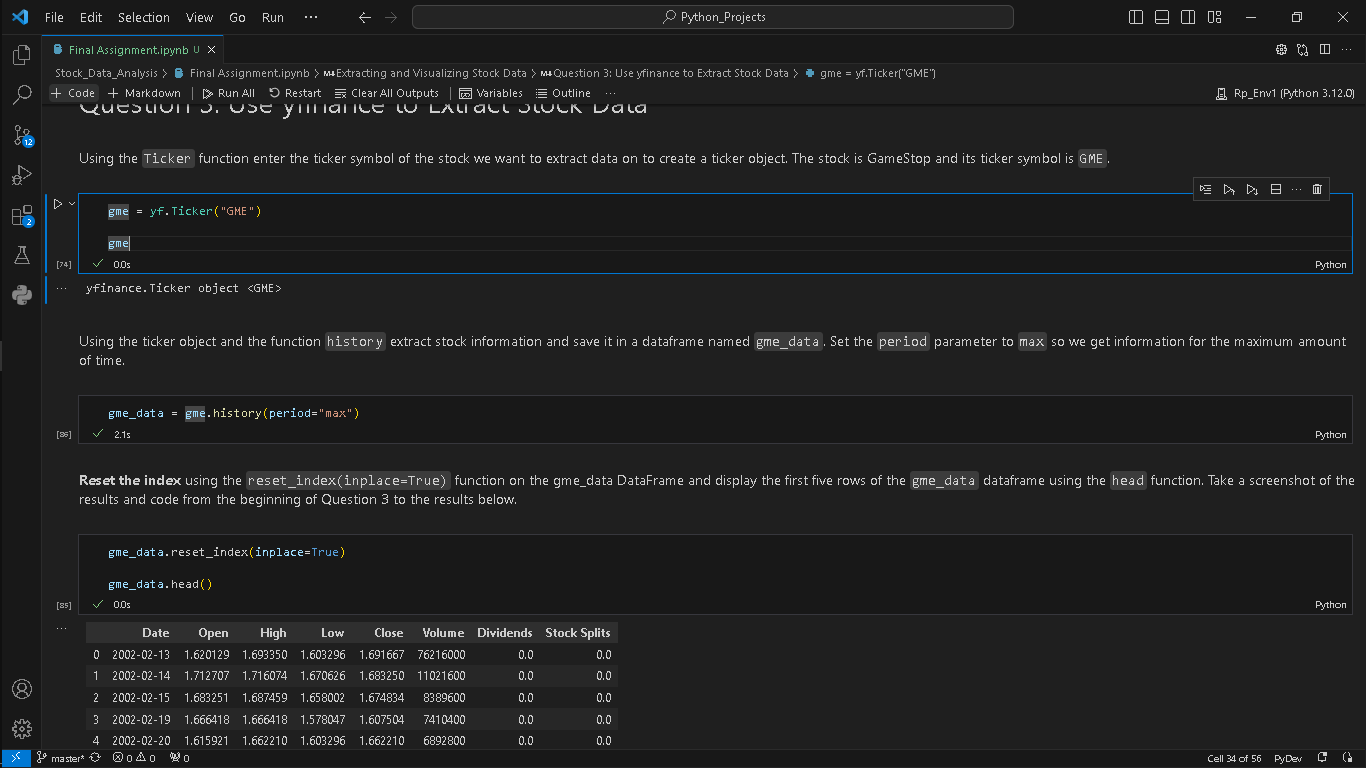 File Edit Selection View Go Run ··· Python_Projects
Final Assignment.ipynb U
Stock_Data_Analysis > Final Assignment.ipynb > M↓Extracting and Visualizing Stock Data > M↓Question 3: Use yfinance to Extract Stock Data > gme = yf.Ticker("GME")
+ Code + Markdown | Run All Restart Clear All Outputs | Variables Outline ··· Rp_Env1 (Python 3.12.0)
Question 3: Use yfinance to Extract Stock Data
Using the Ticker function enter the ticker symbol of the stock we want to extract data on to create a ticker object. The stock is GameStop and its ticker symbol is GME.
gme = yf.Ticker("GME")
gme
[74] 0.0s Python
yfinance.Ticker object <GME>
Using the ticker object and the function history extract stock information and save it in a dataframe named gme_data. Set the period parameter to max so we get information for the maximum amount
of time.
gme_data = gme.history(period="max")
[86] 2.1s Python
Reset the index using the reset_index(inplace=True) function on the gme_data DataFrame and display the first five rows of the gme_data dataframe using the head function. Take a screenshot of the
results and code from the beginning of Question 3 to the results below.
gme_data.reset_index(inplace=True)
gme_data.head()
[85] 0.0s Python
Date Open High Low Close Volume Dividends Stock Splits
0 2002-02-13 1.620129 1.693350 1.603296 1.691667 76216000 0.0 0.0
1 2002-02-14 1.712707 1.716074 1.670626 1.683250 11021600 0.0 0.0
2 2002-02-15 1.683251 1.687459 1.658002 1.674834 8389600 0.0 0.0
3 2002-02-19 1.666418 1.666418 1.578047 1.607504 7410400 0.0 0.0
4 2002-02-20 1.615921 1.662210 1.603296 1.662210 6892800 0.0 0.0
12
2
master* 0 0 0 Cell 34 of 56 PyDev